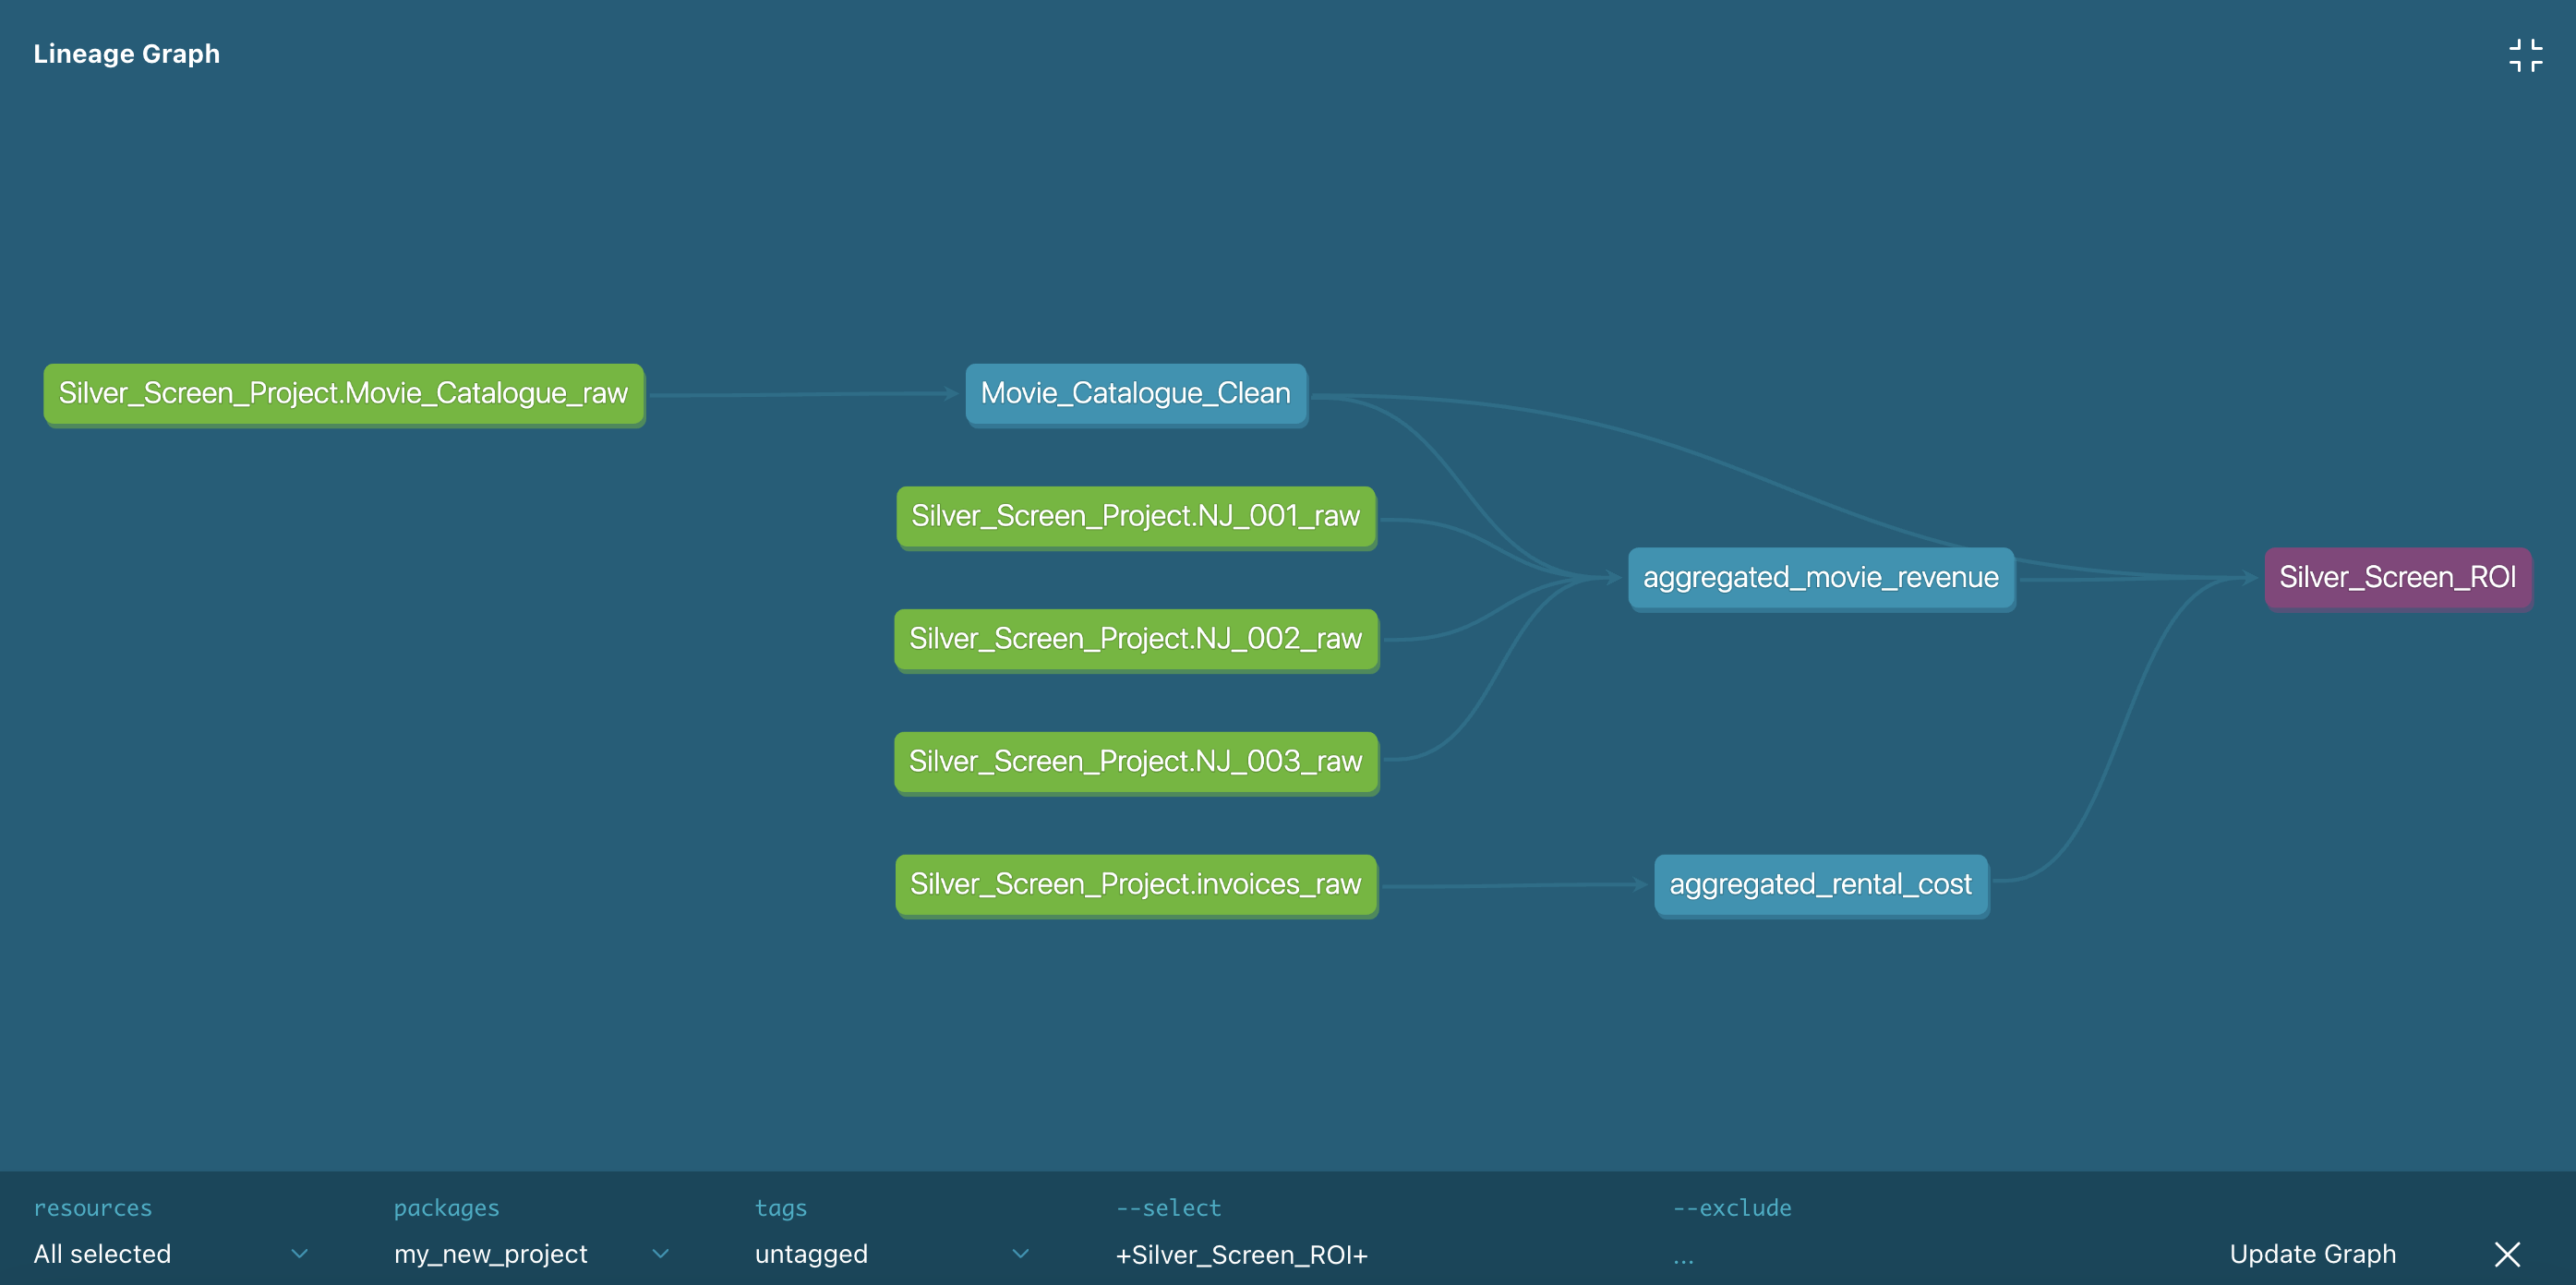 Lineage Graph
Silver_Screen_Project.Movie_Catalogue_raw
Movie_Catalogue_Clean
Silver_Screen_Project.NJ_001_raw
Silver_Screen_Project.NJ_002_raw
Silver_Screen_Project.NJ_003_raw
Silver_Screen_Project.invoices_raw
aggregated_movie_revenue
aggregated_rental_cost
Silver_Screen_ROI
resources
All selected
packages
my_new_project
tags
untagged
--select
+Silver_Screen_ROI+
--exclude
...
Update Graph